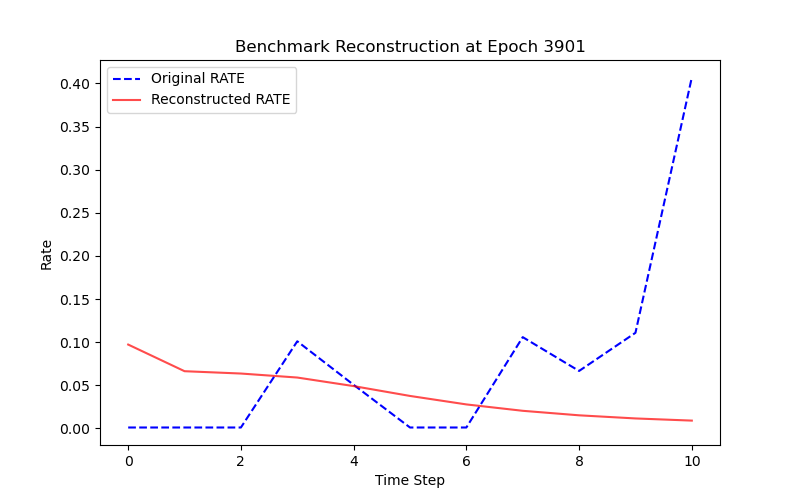 Benchmark Reconstruction at Epoch 3901
Original RATE
Reconstructed RATE
0.40
0.35
0.30
0.25
0.20
0.15
0.10
0.05
0.00
Rate
0 2 4 6 8 10
Time Step